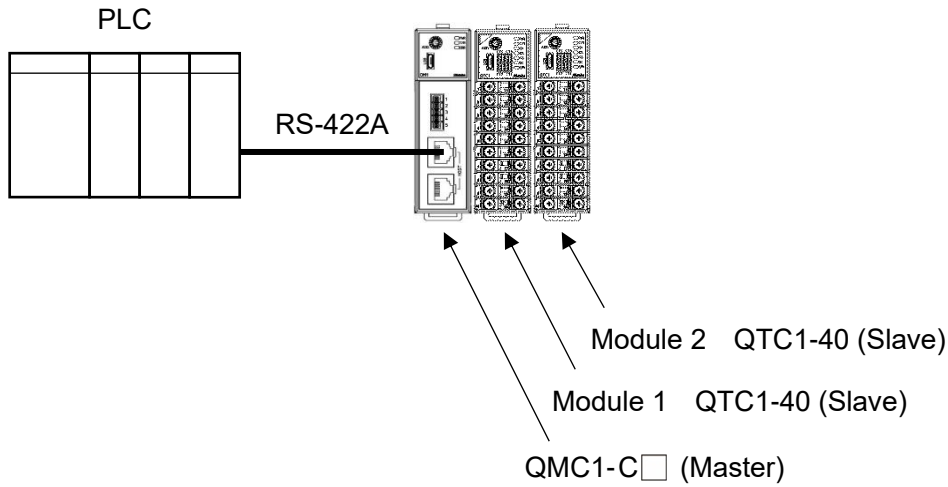 PLC
RS-422A
Module 2 QTC1-40 (Slave)
Module 1 QTC1-40 (Slave)
QMC1-C□ (Master)